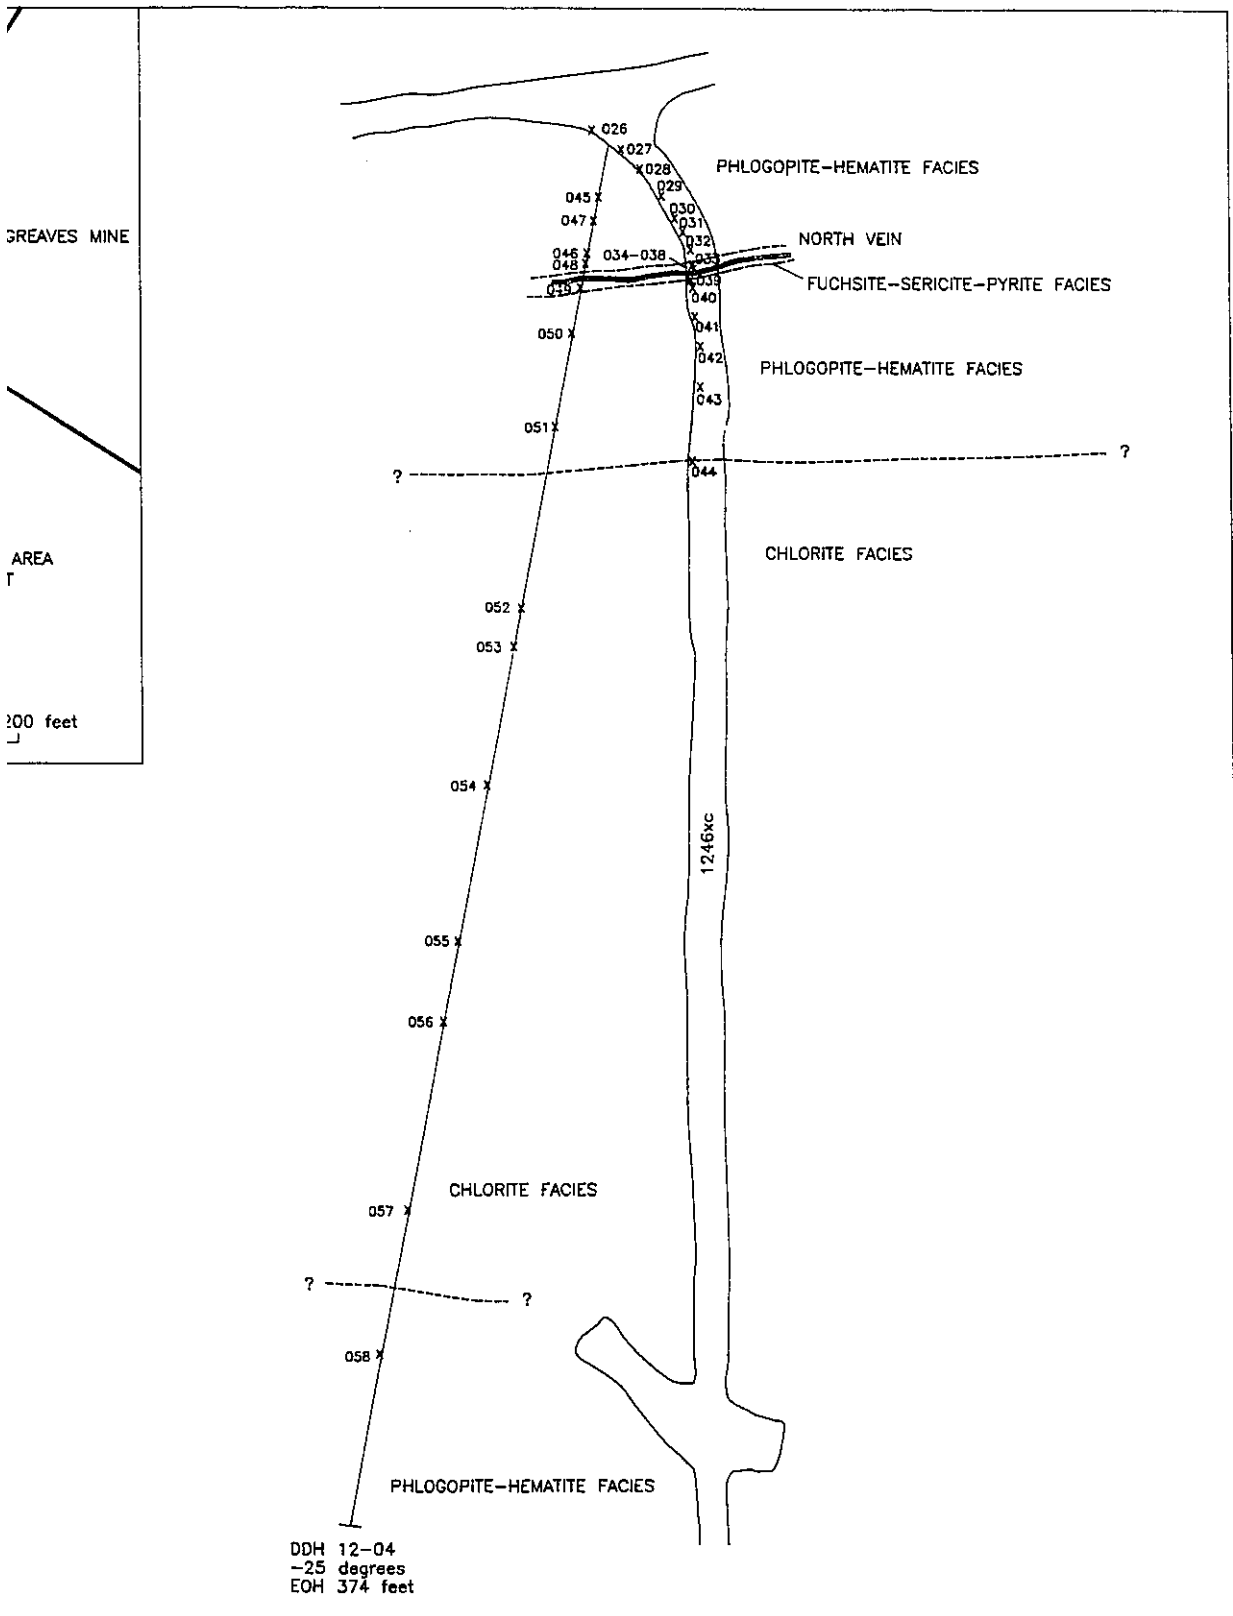 GREAVES MINE
AREA
T
200 feet
026
027
028
PHLOGOPITE-HEMATITE FACIES
029
045
030
047
031
032
NORTH VEIN
046
034-038
033
048
039
FUCHSITE-SERICITE-PYRITE FACIES
049
040
041
050
042
PHLOGOPITE-HEMATITE FACIES
043
051
?
?
044
CHLORITE FACIES
052
053
054
1246xc
055
056
CHLORITE FACIES
057
?
?
058
PHLOGOPITE-HEMATITE FACIES
DDH 12-04
-25 degrees
EOH 374 feet